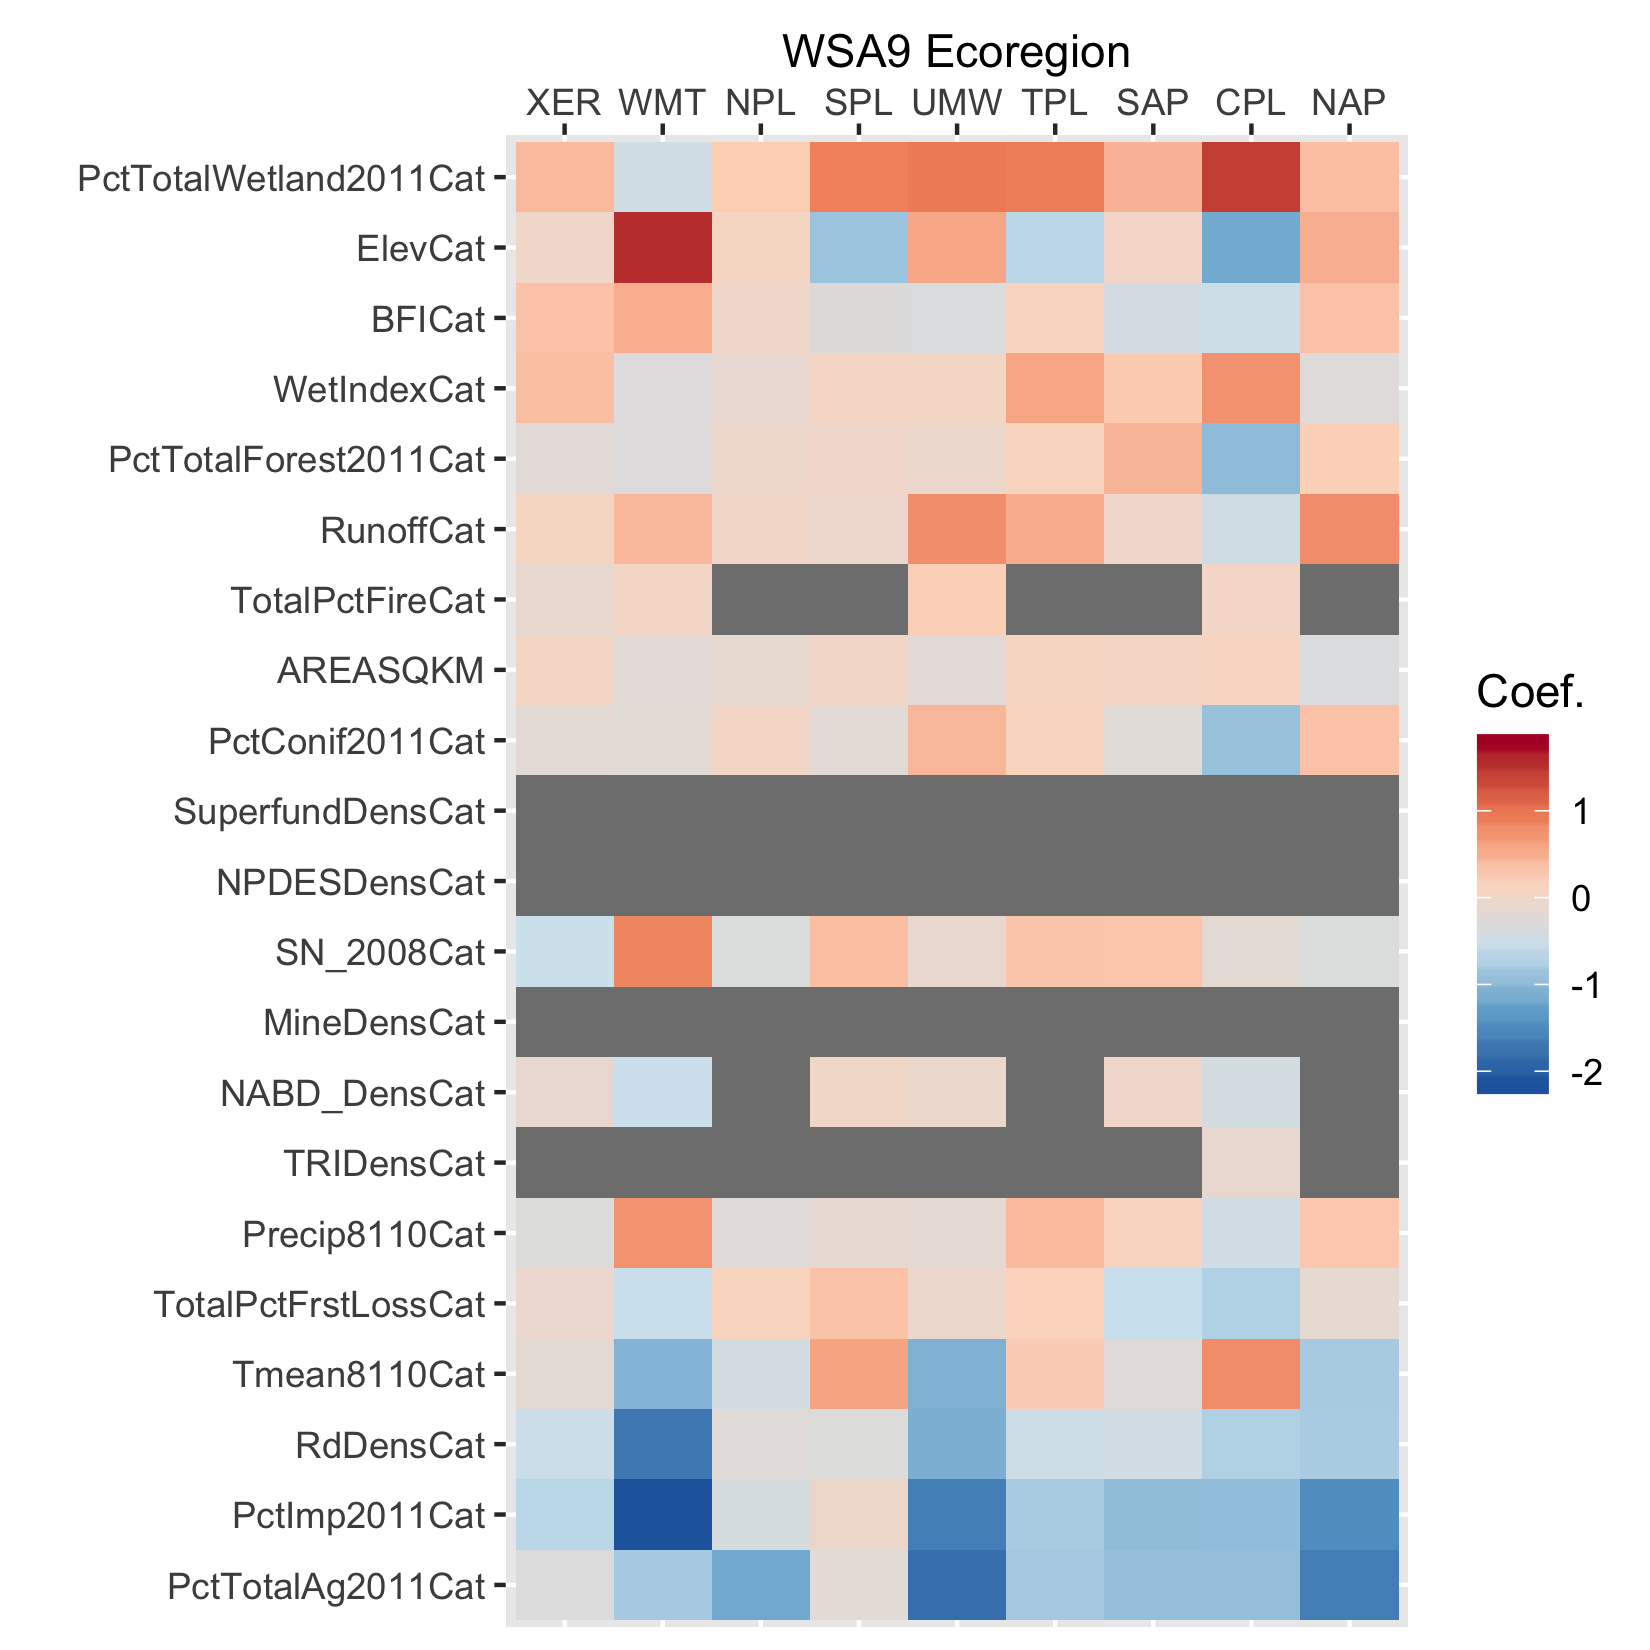 WSA9 Ecoregion
XER WMT NPL SPL UMW TPL SAP CPL NAP
PctTotalWetland2011Cat
ElevCat
BFICat
WetIndexCat
PctTotalForest2011Cat
RunoffCat
TotalPctFireCat
AREASQKM
PctConif2011Cat
SuperfundDensCat
NPDESDensCat
SN_2008Cat
MineDensCat
NABD_DensCat
TRIDensCat
Precip8110Cat
TotalPctFrstLossCat
Tmean8110Cat
RdDensCat
PctImp2011Cat
PctTotalAg2011Cat
Coef.
1
0
-1
-2